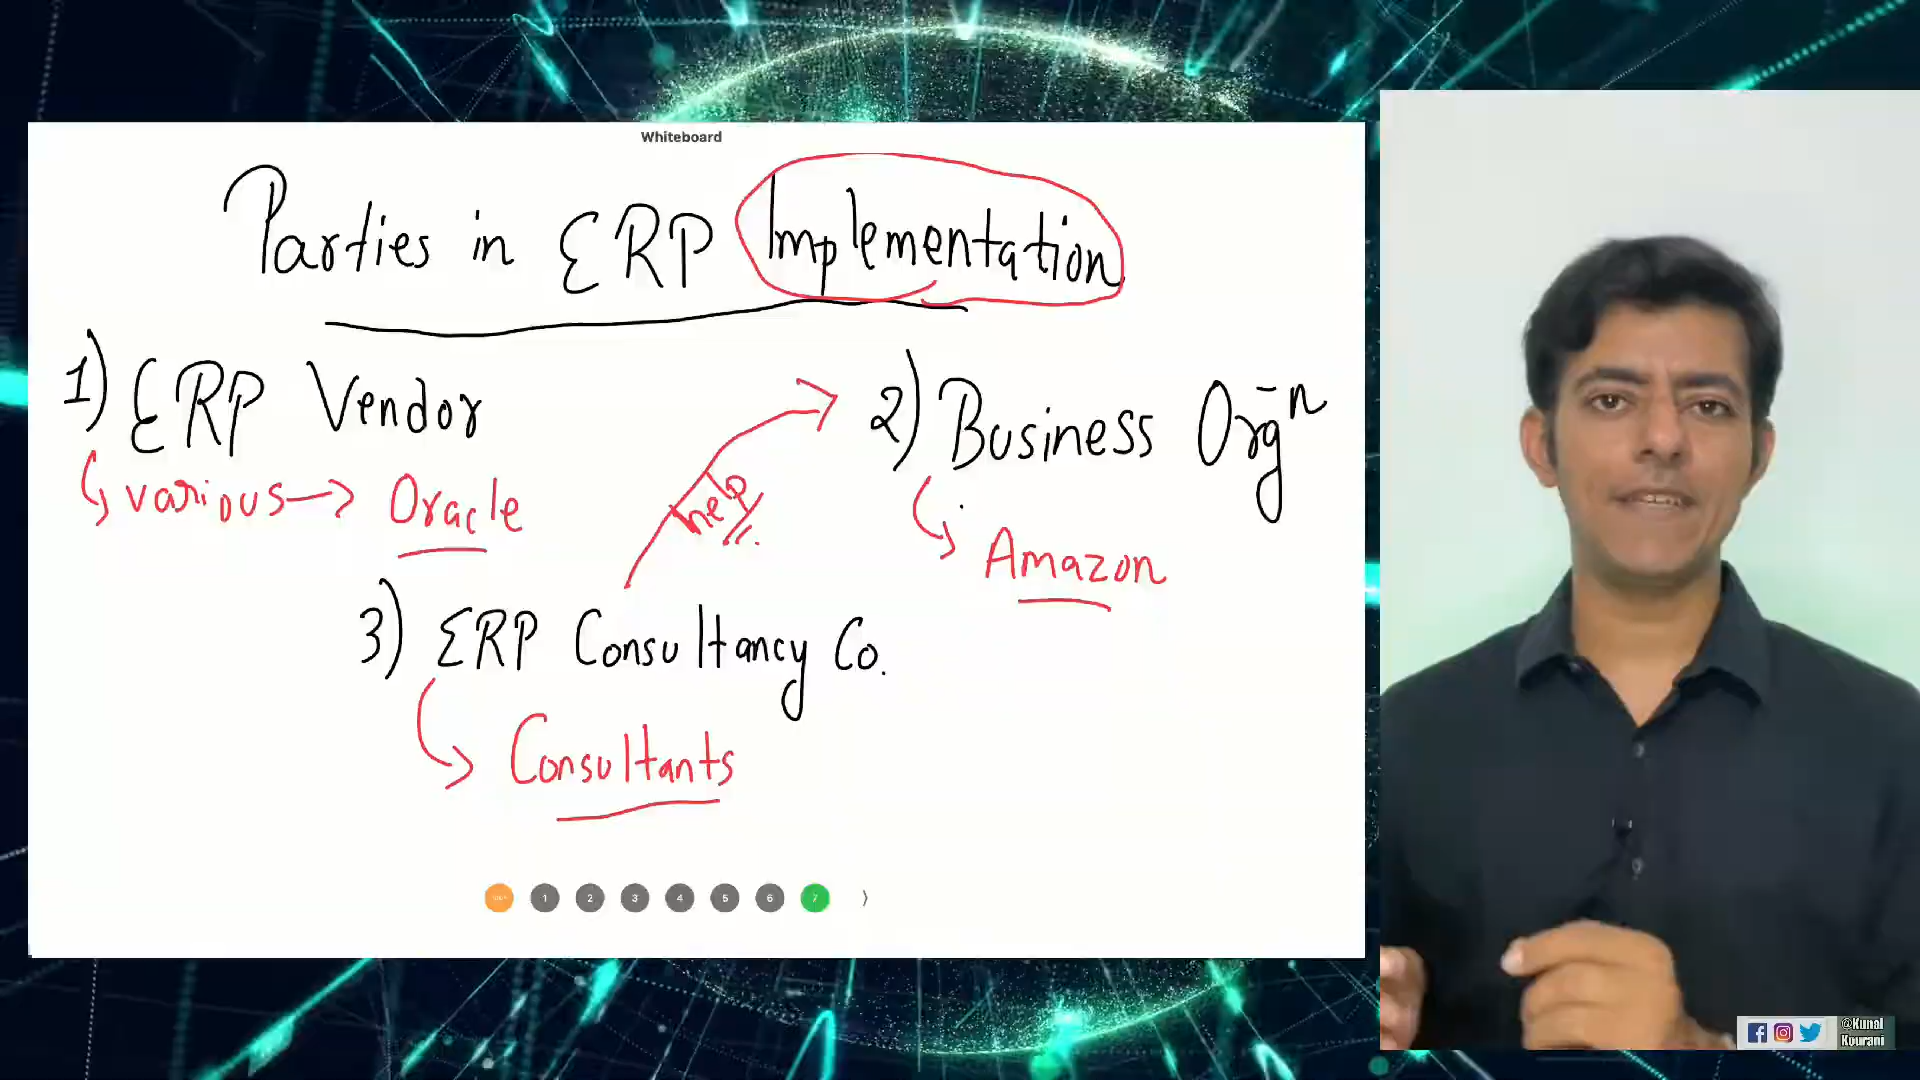 Whiteboard
Parties in ERP Implementation
1) ERP Vendor
various → Oracle
2) Business Orgn
Amazon
help
3) ERP Consultancy Co.
Consultants
1 2 3 4 5 6 7
@Kunal
Kourani